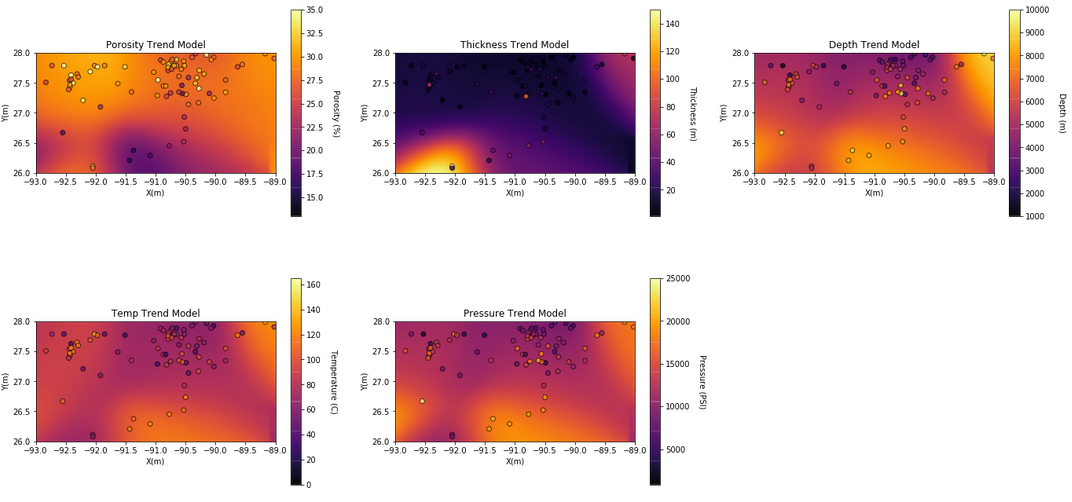 Porosity Trend Model
28.0
27.5
27.0
26.5
26.0
Y(m)
−93.0 −92.5 −92.0 −91.5 −91.0 −90.5 −90.0 −89.5 −89.0
X(m)
35.0
32.5
30.0
27.5
25.0
22.5
20.0
17.5
15.0
Porosity (%)
Thickness Trend Model
28.0
27.5
27.0
26.5
26.0
Y(m)
−93.0 −92.5 −92.0 −91.5 −91.0 −90.5 −90.0 −89.5 −89.0
X(m)
140
120
100
80
60
40
20
Thickness (m)
Depth Trend Model
28.0
27.5
27.0
26.5
26.0
Y(m)
−93.0 −92.5 −92.0 −91.5 −91.0 −90.5 −90.0 −89.5 −89.0
X(m)
10000
9000
8000
7000
6000
5000
4000
3000
2000
1000
Depth (m)
Temp Trend Model
28.0
27.5
27.0
26.5
26.0
Y(m)
−93.0 −92.5 −92.0 −91.5 −91.0 −90.5 −90.0 −89.5 −89.0
X(m)
160
140
120
100
80
60
40
20
0
Temperature (C)
Pressure Trend Model
28.0
27.5
27.0
26.5
26.0
Y(m)
−93.0 −92.5 −92.0 −91.5 −91.0 −90.5 −90.0 −89.5 −89.0
X(m)
25000
20000
15000
10000
5000
Pressure (PSI)